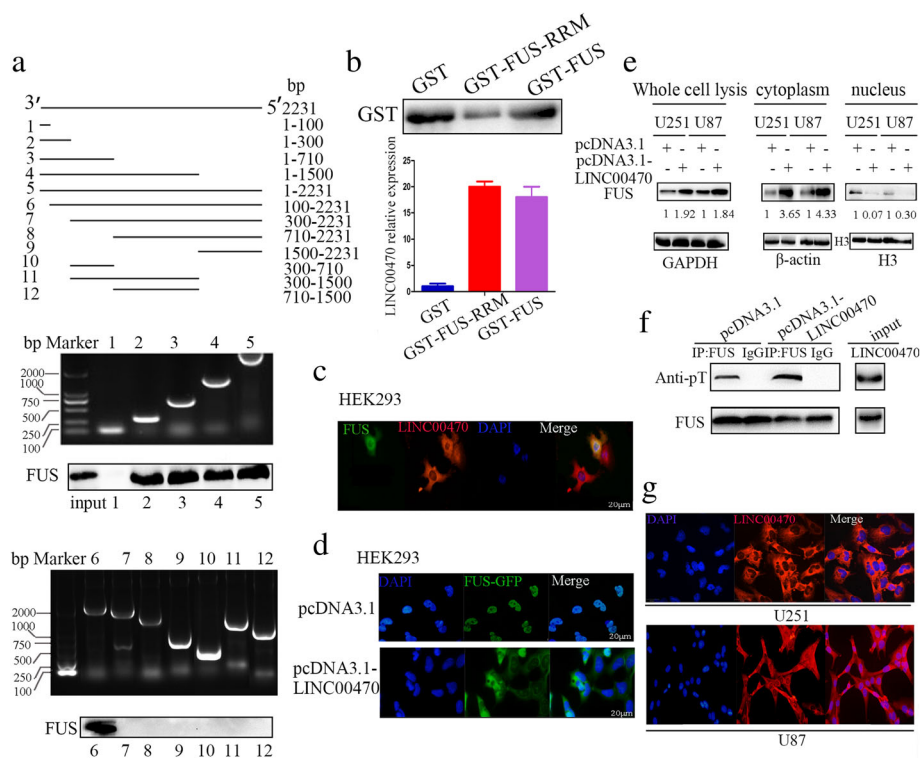 a
bp
3'
5' 2231
1 1-100
2 1-300
3 1-710
4 1-1500
5 1-2231
6 100-2231
7 300-2231
8 710-2231
9 1500-2231
10 300-710
11 300-1500
12 710-1500
bp Marker 1 2 3 4 5
2000
1000
750
500
250
100
FUS
input 1 2 3 4 5
bp Marker 6 7 8 9 10 11 12
2000
1000
750
500
250
100
FUS
6 7 8 9 10 11 12
b
GST GST-FUS-RRM GST-FUS
GST
LINC00470 relative expression
25
20
15
10
5
0
GST GST-FUS-RRM GST-FUS
c
HEK293
FUS LINC00470 DAPI Merge
20μm
d
HEK293
DAPI FUS-GFP Merge
pcDNA3.1
20μm
pcDNA3.1-
LINC00470
20μm
e
Whole cell lysis cytoplasm nucleus
U251 U87 U251 U87 U251 U87
pcDNA3.1 + - + - + - + - + - + -
pcDNA3.1-
LINC00470 - + - + - + - + - + - +
FUS
1 1.92 1 1.84 1 3.65 1 4.33 1 0.07 1 0.30
H3
GAPDH β-actin H3
f
pcDNA3.1 pcDNA3.1-
LINC00470 input
IP:FUS IgG IP:FUS IgG LINC00470
Anti-pT
FUS
g
DAPI LINC00470 Merge
U251
U87